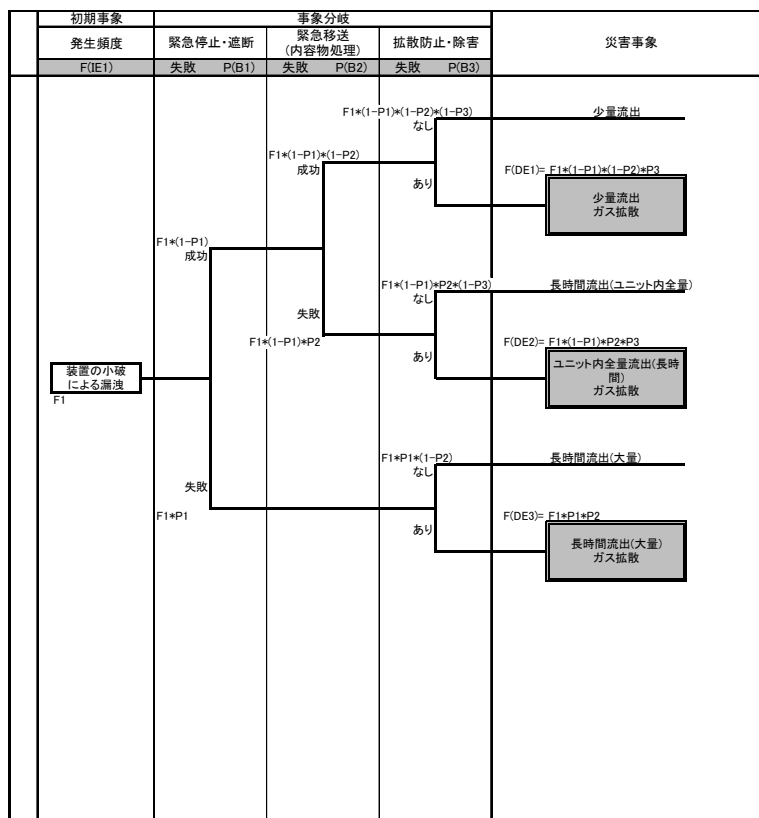 初期事象
事象分岐
発生頻度
緊急停止・遮断
緊急移送
(内容物処理)
拡散防止・除害
災害事象
F(IE1)
失敗 P(B1)
失敗 P(B2)
失敗 P(B3)
F1*(1-P1)*(1-P2)*(1-P3)
なし
少量流出
F1*(1-P1)*(1-P2)
成功
F(DE1)= F1*(1-P1)*(1-P2)*P3
あり
少量流出
ガス拡散
F1*(1-P1)
成功
F1*(1-P1)*P2*(1-P3)
なし
長時間流出(ユニット内全量)
失敗
F1*(1-P1)*P2
F(DE2)= F1*(1-P1)*P2*P3
あり
ユニット内全量流出(長時
間)
ガス拡散
装置の小破
による漏洩
F1
F1*P1*(1-P2)
なし
長時間流出(大量)
失敗
F1*P1
F(DE3)= F1*P1*P2
あり
長時間流出(大量)
ガス拡散